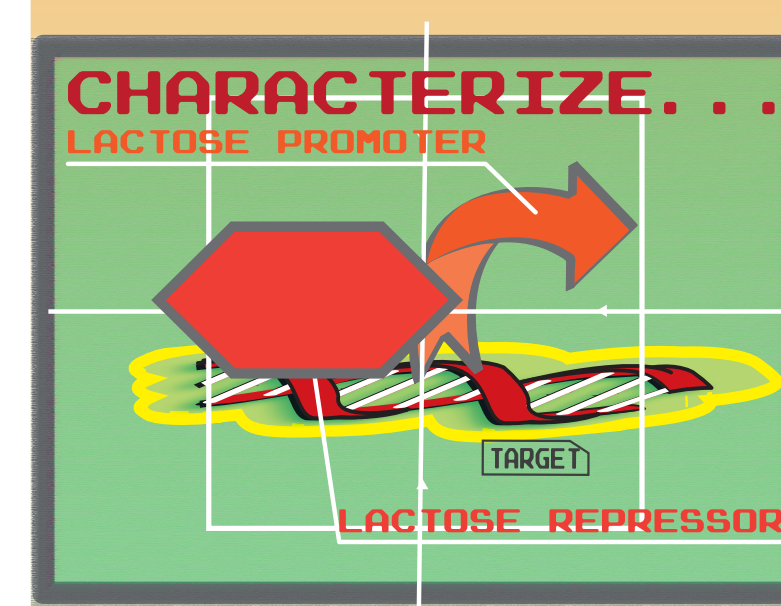 CHARACTERIZE...
LACTOSE PROMOTER
TARGET
LACTOSE REPRESSOR